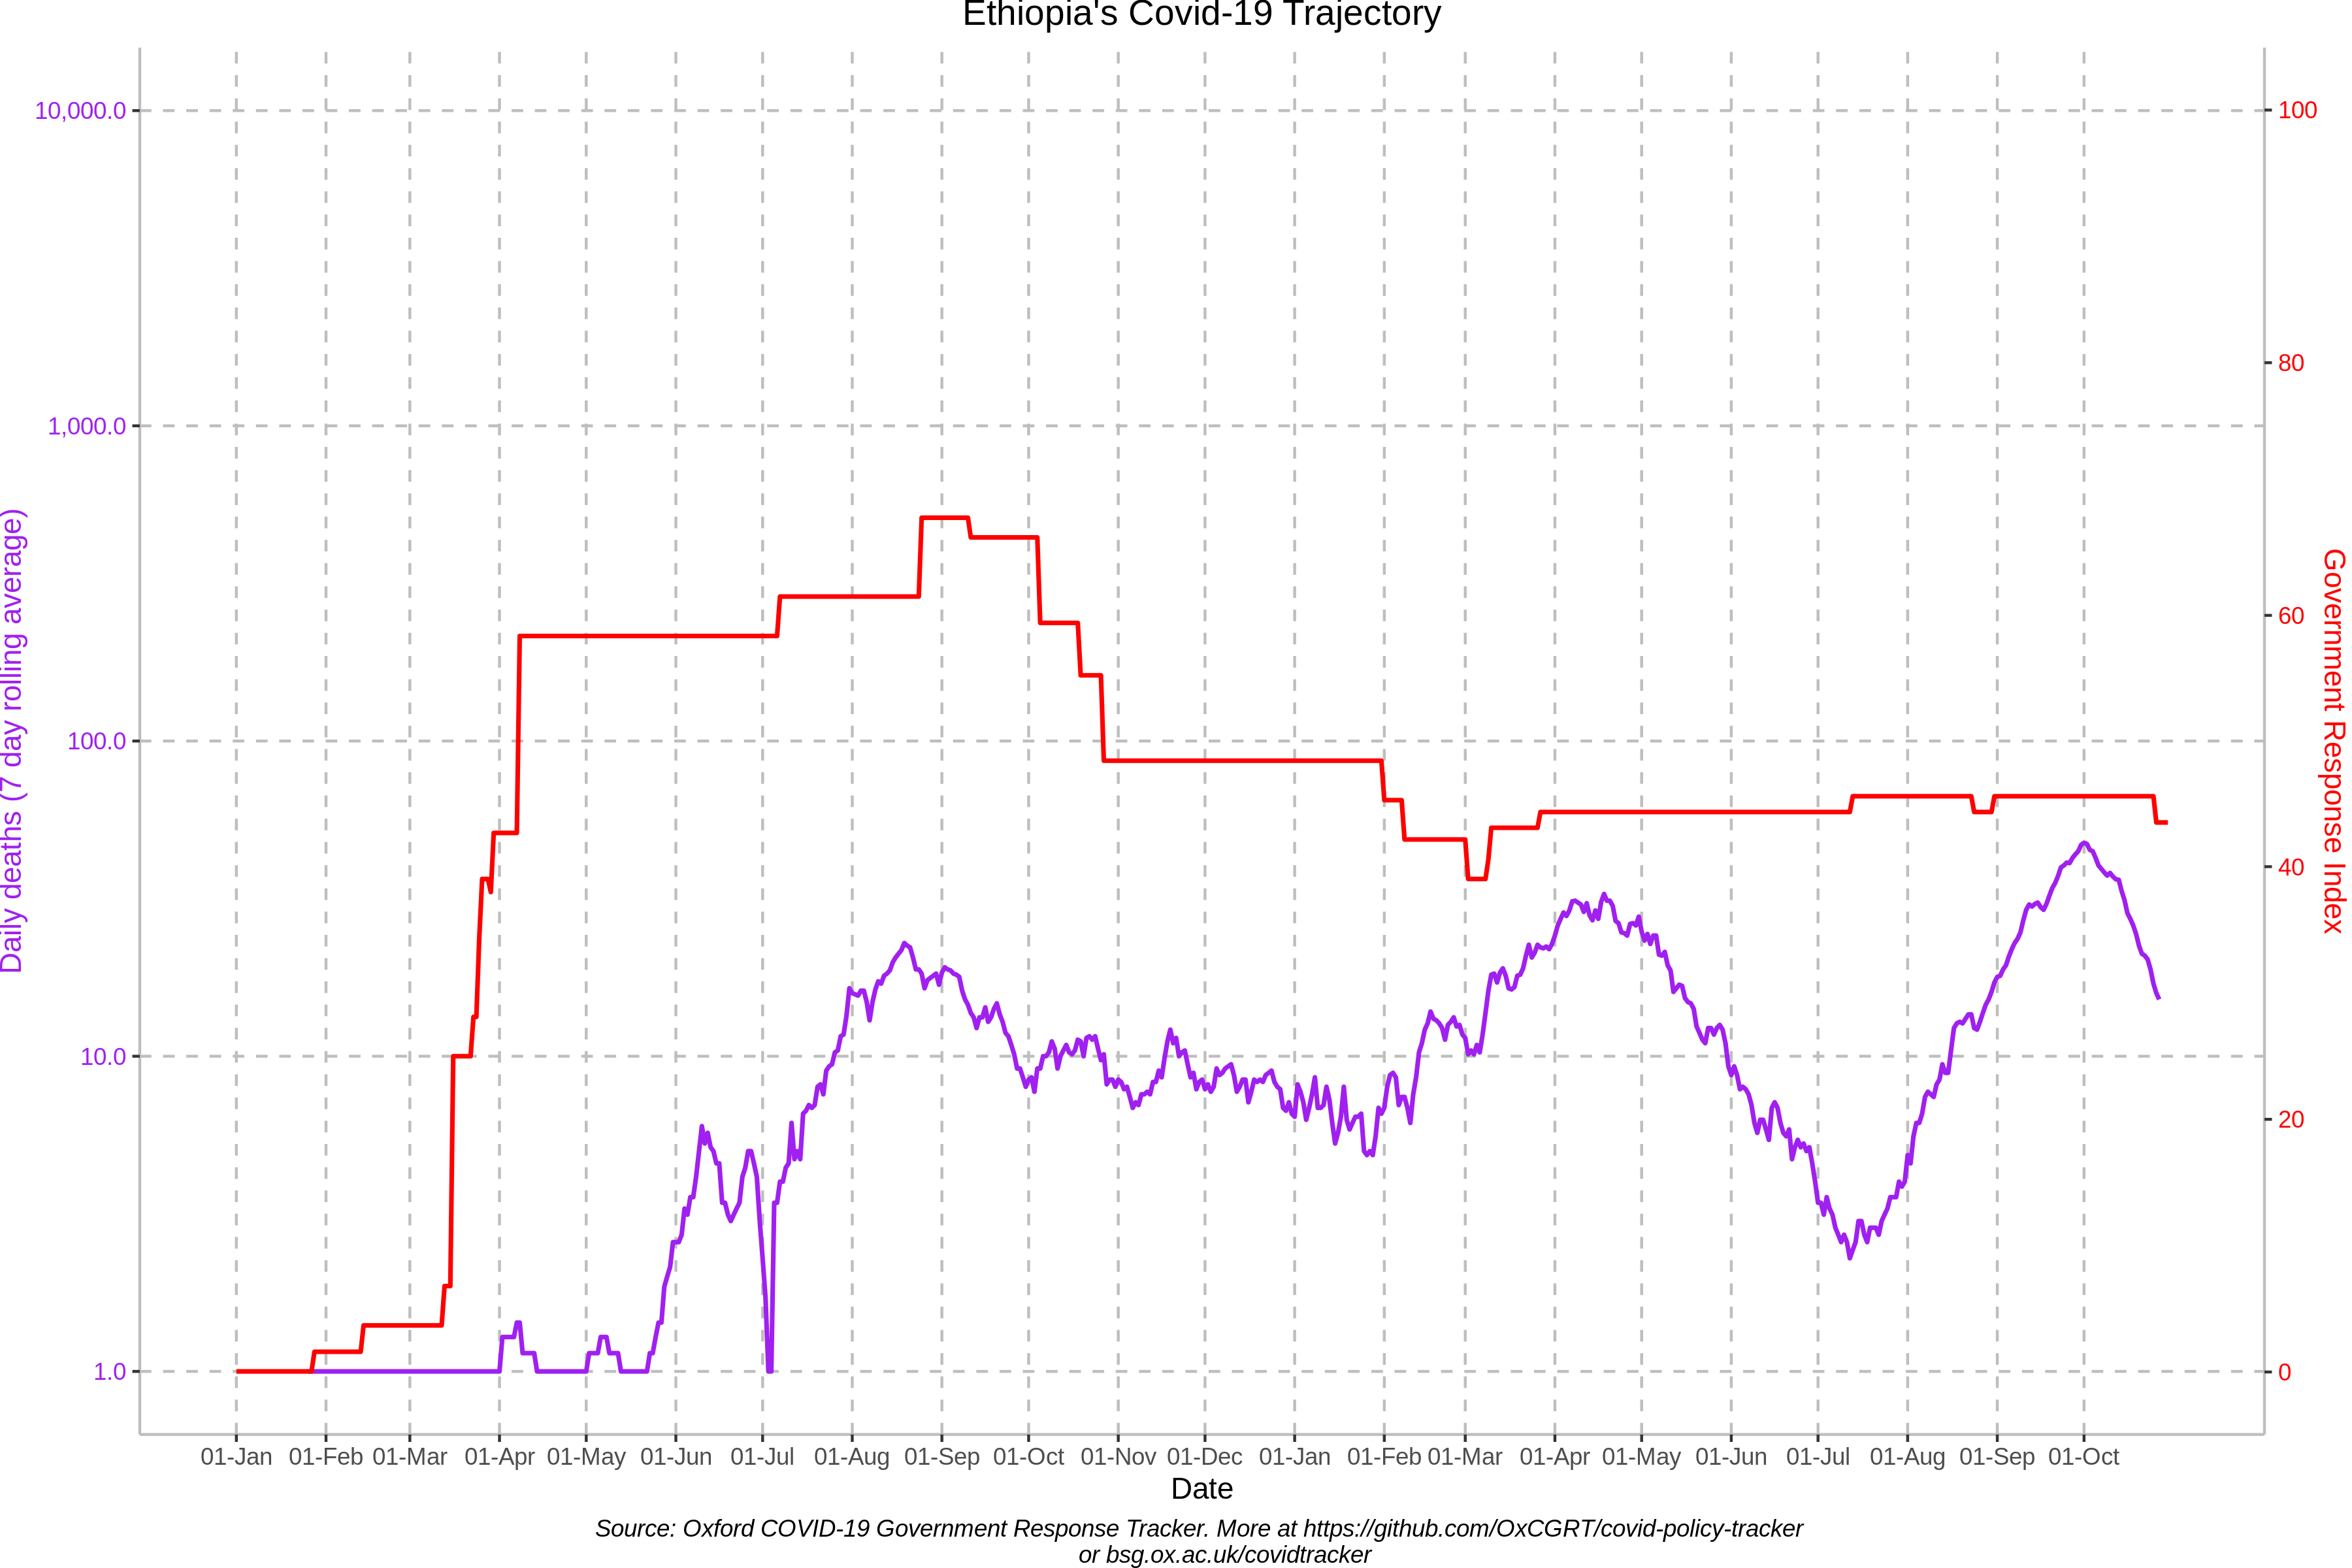 Ethiopia's Covid-19 Trajectory
10,000.0
1,000.0
100.0
10.0
1.0
Daily deaths (7 day rolling average)
100
80
60
40
20
0
Government Response Index
01-Jan 01-Feb 01-Mar 01-Apr 01-May 01-Jun 01-Jul 01-Aug 01-Sep 01-Oct 01-Nov 01-Dec 01-Jan 01-Feb 01-Mar 01-Apr 01-May 01-Jun 01-Jul 01-Aug 01-Sep 01-Oct
Date
Source: Oxford COVID-19 Government Response Tracker. More at https://github.com/OxCGRT/covid-policy-tracker
or bsg.ox.ac.uk/covidtracker